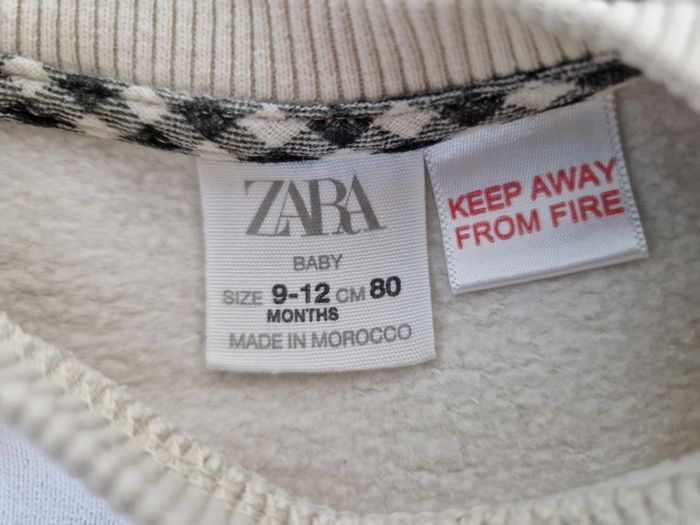 ZARA
BABY
SIZE 9-12 CM 80
MONTHS
MADE IN MOROCCO
KEEP AWAY
FROM FIRE